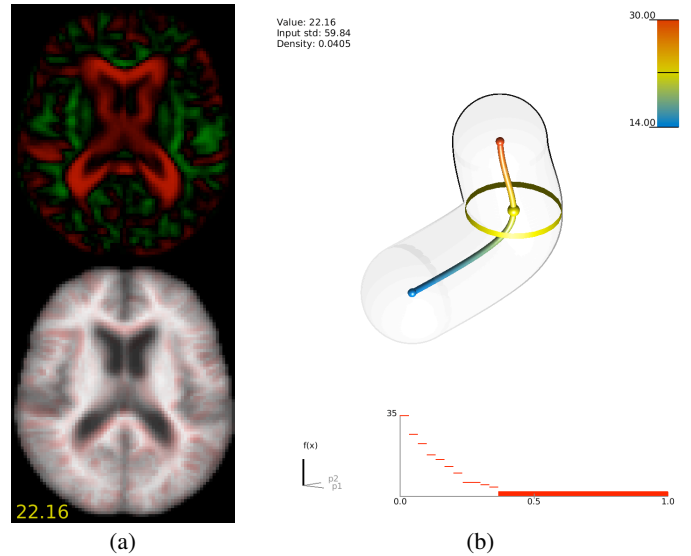 22.16
(a)
Value: 22.16
Input std: 59.84
Density: 0.0405
30.00
14.00
f(x)
p2
p1
35
0.0
0.5
1.0
(b)